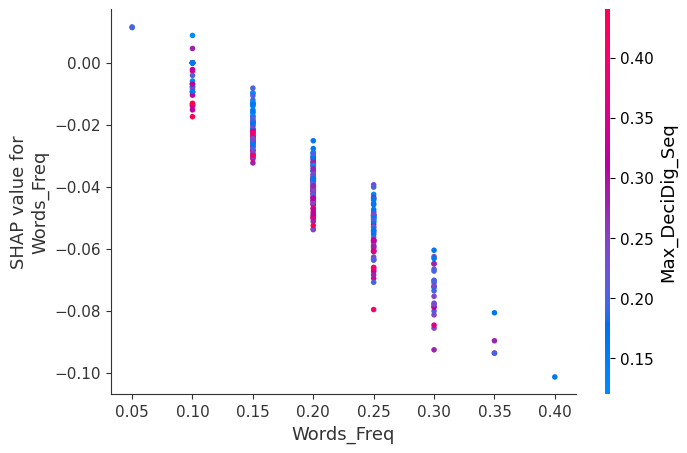 0.00
−0.02
−0.04
−0.06
−0.08
−0.10
SHAP value for
Words_Freq
0.05 0.10 0.15 0.20 0.25 0.30 0.35 0.40
Words_Freq
0.40
0.35
0.30
0.25
0.20
0.15
Max_DeciDig_Seq